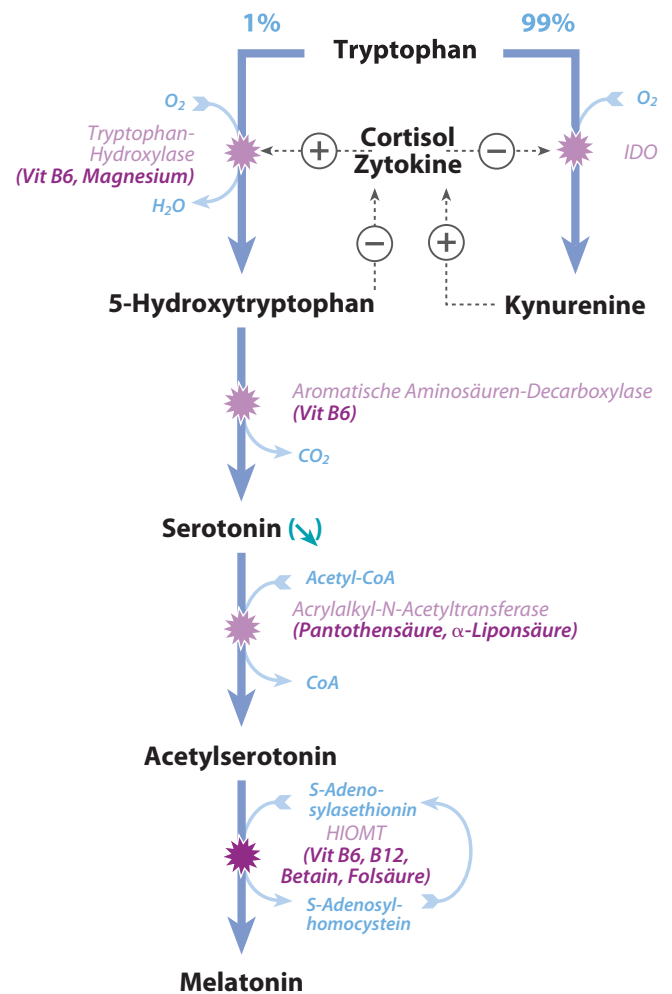 1%
99%
Tryptophan
O₂
O₂
Tryptophan-
Hydroxylase
(Vit B6, Magnesium)
+
Cortisol
Zytokine
−
IDO
H₂O
−
+
5-Hydroxytryptophan
Kynurenine
Aromatische Aminosäuren-Decarboxylase
(Vit B6)
CO₂
Serotonin (↘)
Acetyl-CoA
Acrylalkyl-N-Acetyltransferase
(Pantothensäure, α-Liponsäure)
CoA
Acetylserotonin
S-Adeno-
sylasethionin
HIOMT
(Vit B6, B12,
Betain, Folsäure)
S-Adenosyl-
homocystein
Melatonin